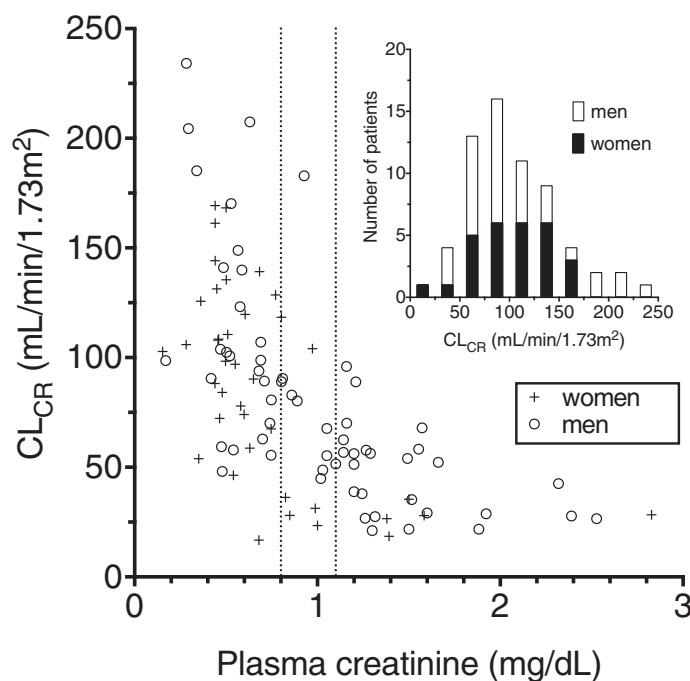 250
200
150
100
50
0
CL_CR (mL/min/1.73m²)
0
1
2
3
Plasma creatinine (mg/dL)
20
15
10
5
0
Number of patients
men
women
0
50
100
150
200
250
CL_CR (mL/min/1.73m²)
women
men